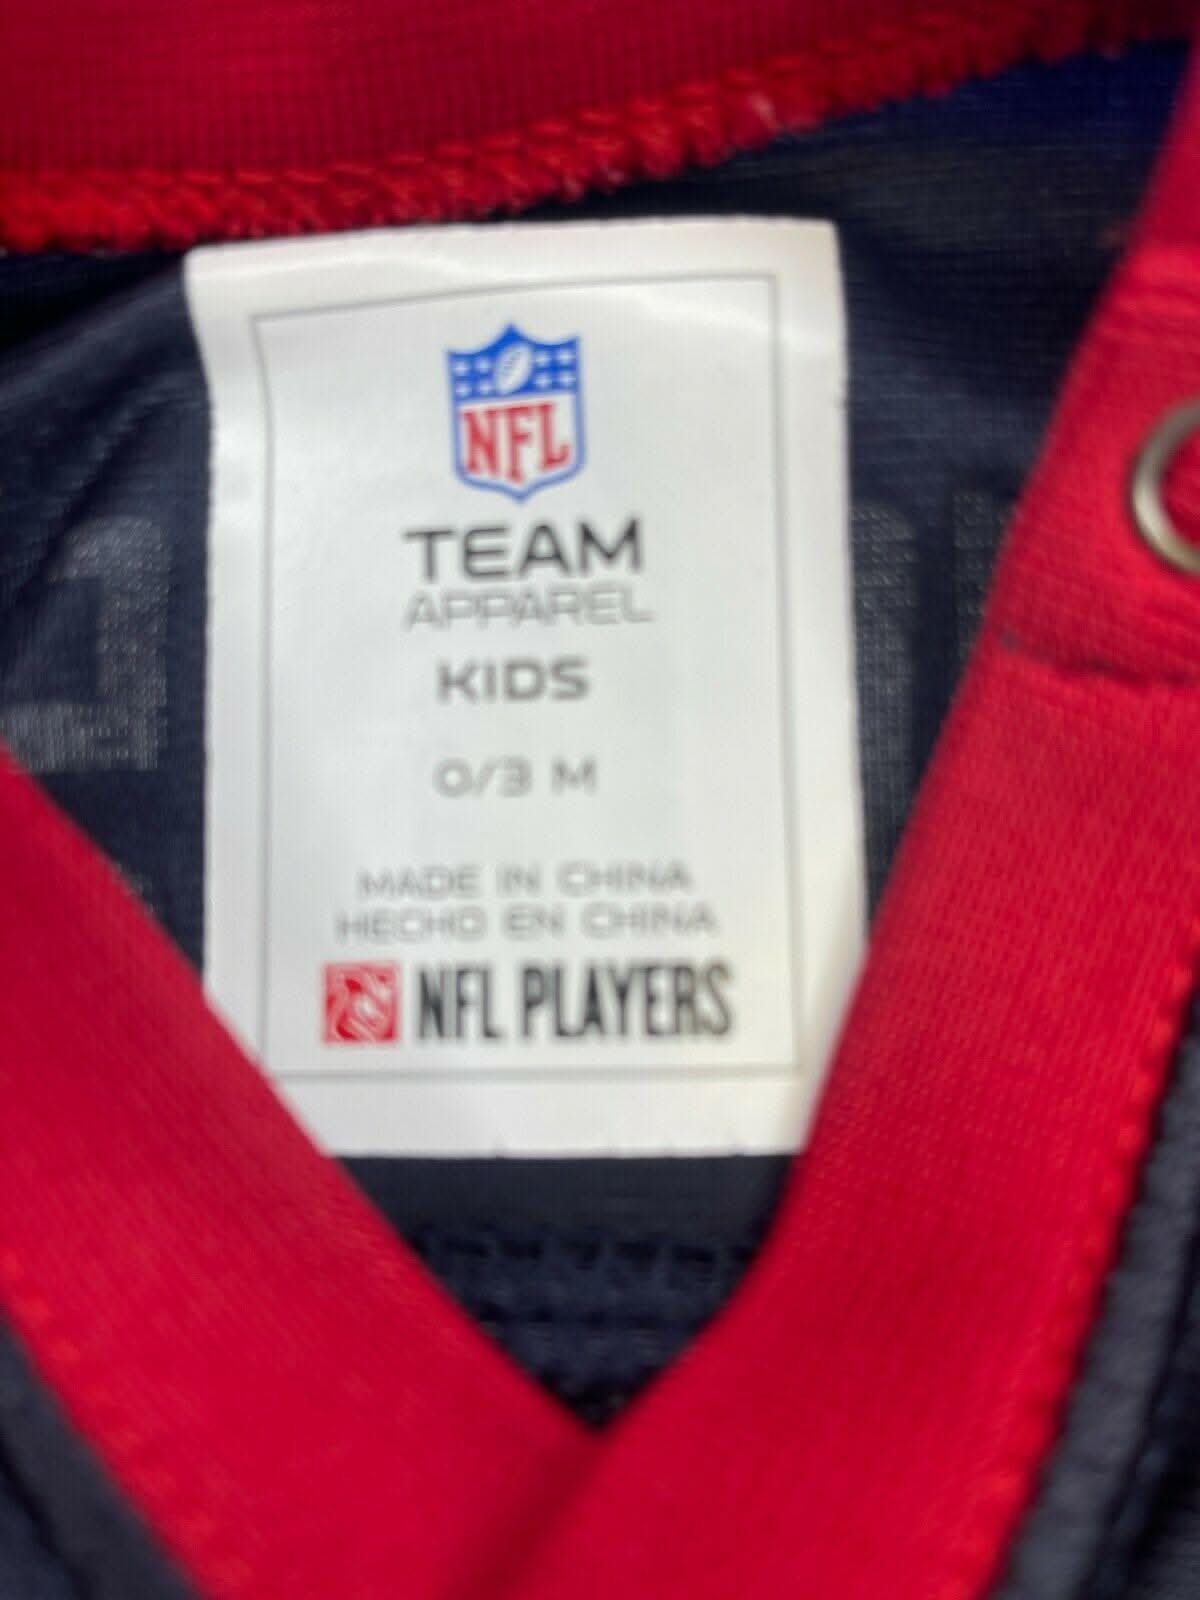 NFL
TEAM
APPAREL
KIDS
0/3 M
MADE IN CHINA
HECHO EN CHINA
NFL PLAYERS